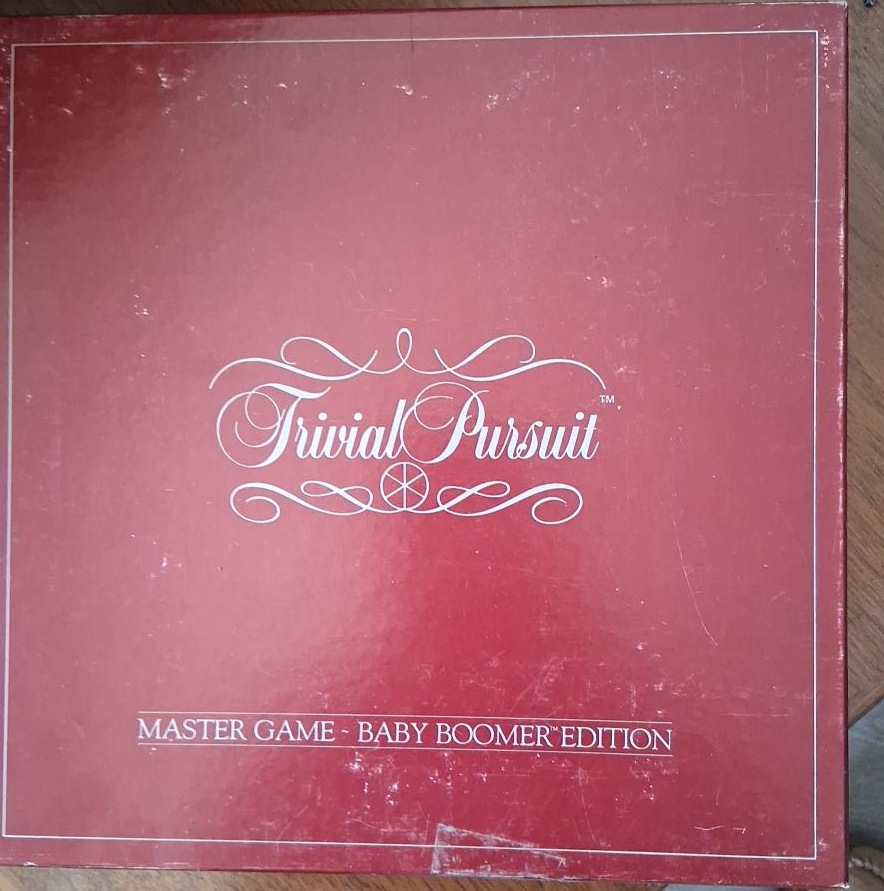 Trivial Pursuit™
MASTER GAME - BABY BOOMER™ EDITION